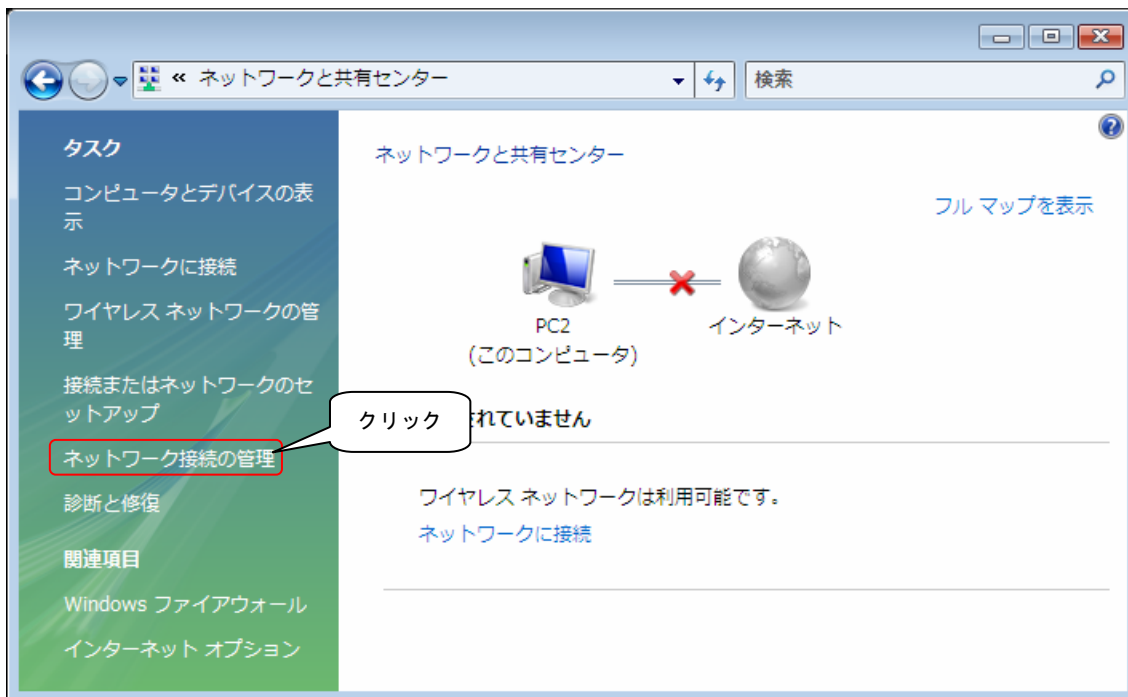 « ネットワークと共有センター
検索
タスク
コンピュータとデバイスの表
示
ネットワークに接続
ワイヤレス ネットワークの管
理
接続またはネットワークのセ
ットアップ
ネットワーク接続の管理
診断と修復
関連項目
Windows ファイアウォール
インターネット オプション
ネットワークと共有センター
フル マップを表示
PC2
(このコンピュータ)
インターネット
クリック
されていません
ワイヤレス ネットワークは利用可能です。
ネットワークに接続